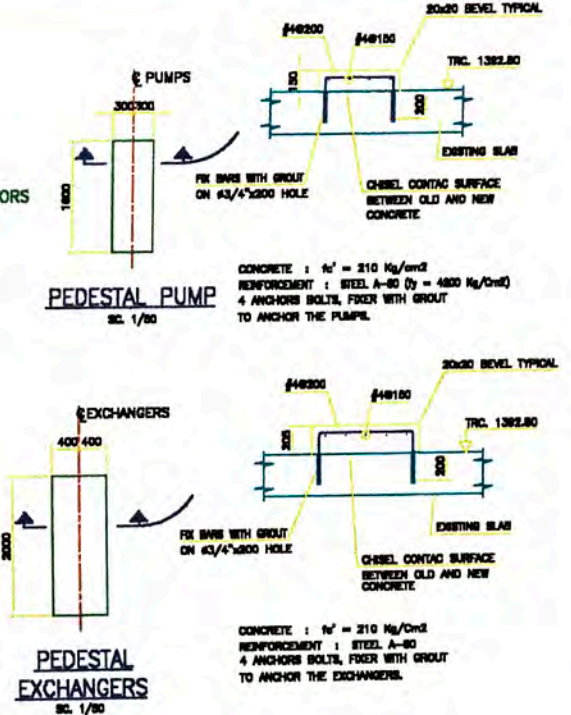 20x20 BEVEL TYPICAL
#4@200
#4@150
℄ PUMPS
TRC. 1392.80
150
200
300 300
EXISTING SLAB
ORS
1600
FIX BARS WITH GROUT
ON ø3/4"x200 HOLE
CHISEL CONTAC SURFACE
BETWEEN OLD AND NEW
CONCRETE
PEDESTAL PUMP
SC. 1/50
CONCRETE : fc' = 210 Kg/cm2
REINFORCEMENT : STEEL A-60 (fy = 4200 Kg/Cm2)
4 ANCHORS BOLTS, FIXER WITH GROUT
TO ANCHOR THE PUMPS.
20x20 BEVEL TYPICAL
#4@200
#4@150
℄ EXCHANGERS
TRC. 1392.80
400 400
200
2000
FIX BARS WITH GROUT
ON ø3/4"x200 HOLE
EXISTING SLAB
CHISEL CONTAC SURFACE
BETWEEN OLD AND NEW
CONCRETE
PEDESTAL
EXCHANGERS
SC. 1/50
CONCRETE : fc' = 210 Kg/Cm2
REINFORCEMENT : STEEL A-60
4 ANCHORS BOLTS, FIXER WITH GROUT
TO ANCHOR THE EXCHANGERS.